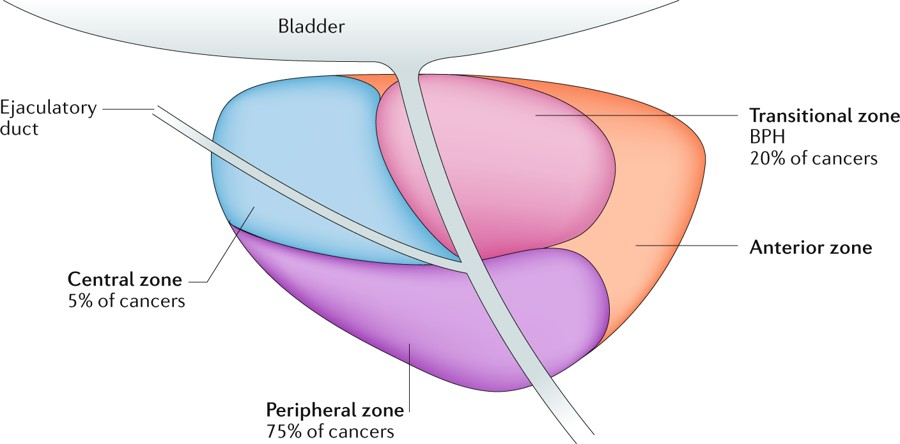 Bladder
Ejaculatory
duct
Transitional zone
BPH
20% of cancers
Anterior zone
Central zone
5% of cancers
Peripheral zone
75% of cancers